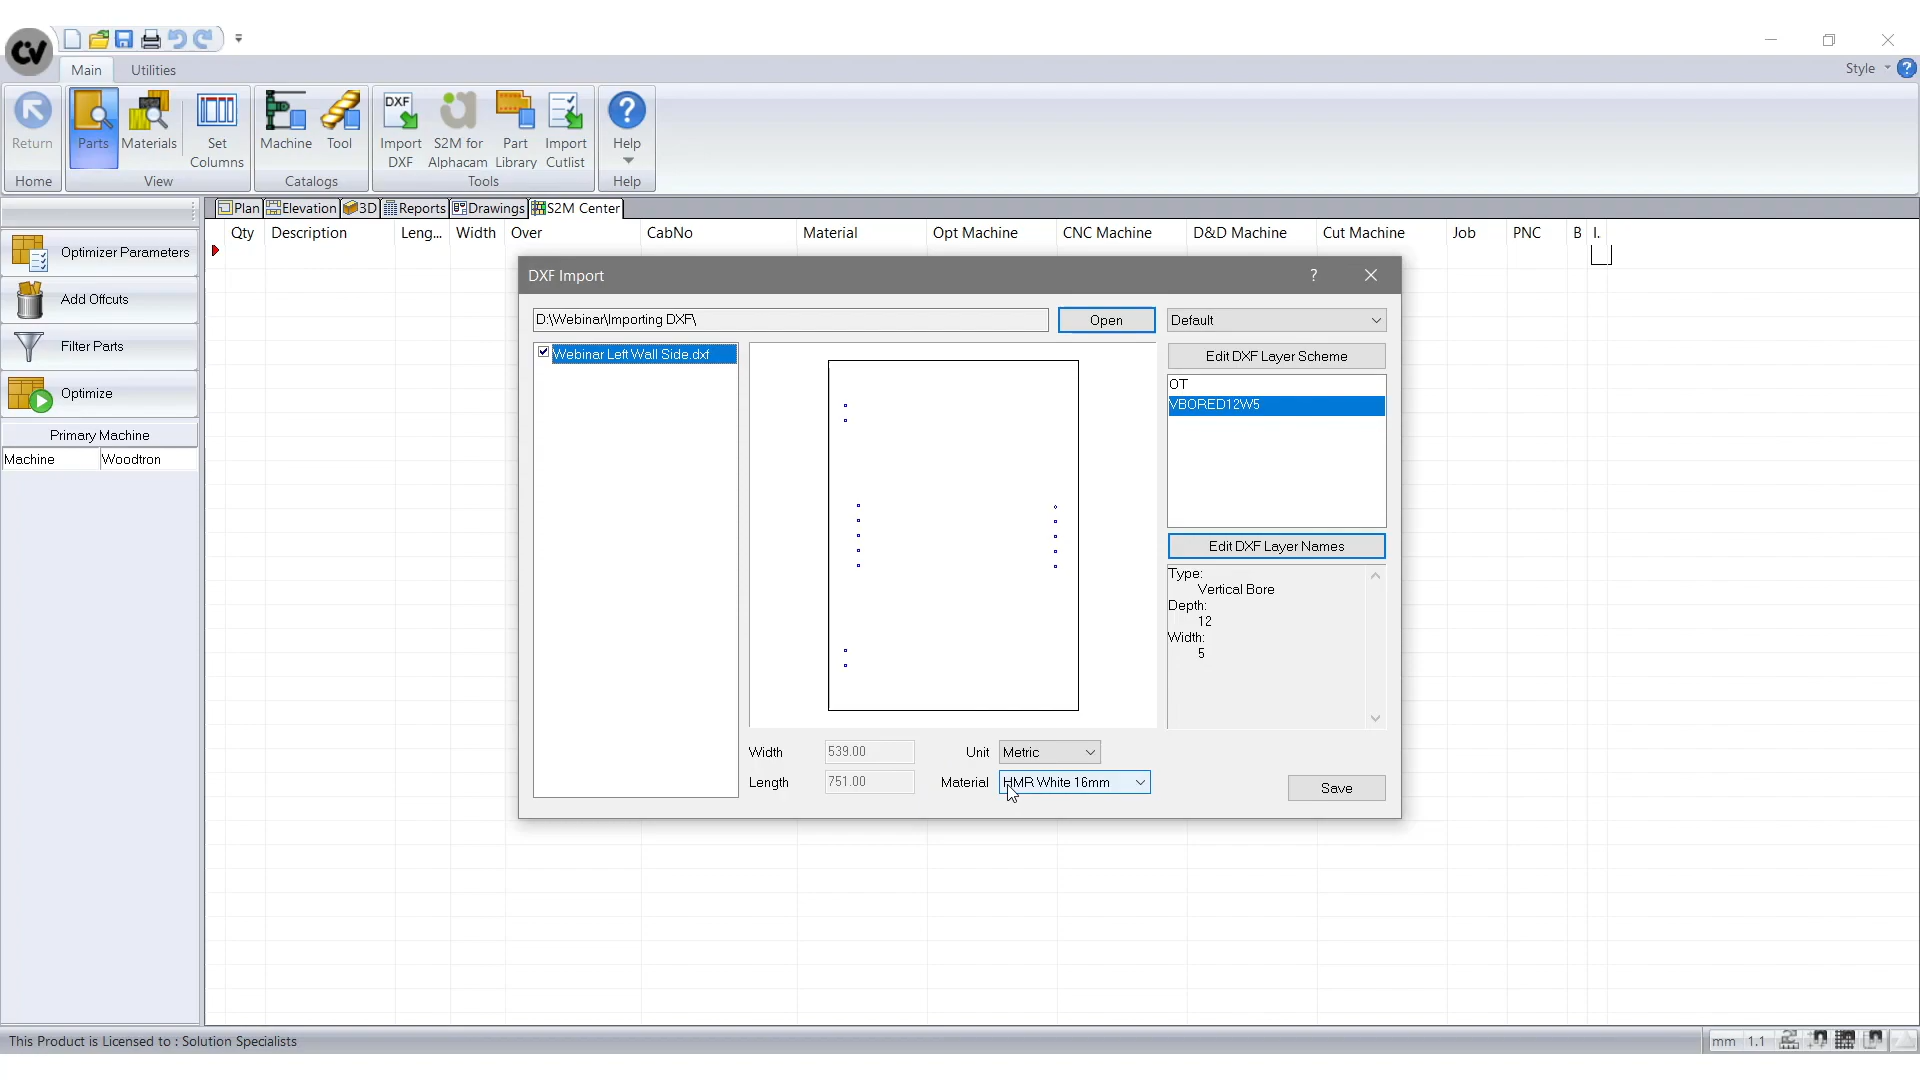 CV
Main
Utilities
Style
Return
Parts
Materials
Set
Columns
Machine
Tool
DXF
Import
DXF
S2M for
Alphacam
Part
Library
Import
Cutlist
Help
Home
View
Catalogs
Tools
Help
Plan
Elevation
3D
Reports
Drawings
S2M Center
Optimizer Parameters
Add Offcuts
Filter Parts
Optimize
Primary Machine
Machine Woodtron
Qty Description Leng... Width Over CabNo Material Opt Machine CNC Machine D&D Machine Cut Machine Job PNC B I.
DXF Import
?
D:\Webinar\Importing DXF\
Open
Default
Webinar Left Wall Side.dxf
Edit DXF Layer Scheme
OT
VBORED12W5
Edit DXF Layer Names
Type:
Vertical Bore
Depth:
12
Width:
5
Width 539.00 Unit Metric
Length 751.00 Material HMR White 16mm
Save
This Product is Licensed to : Solution Specialists
mm 1.1